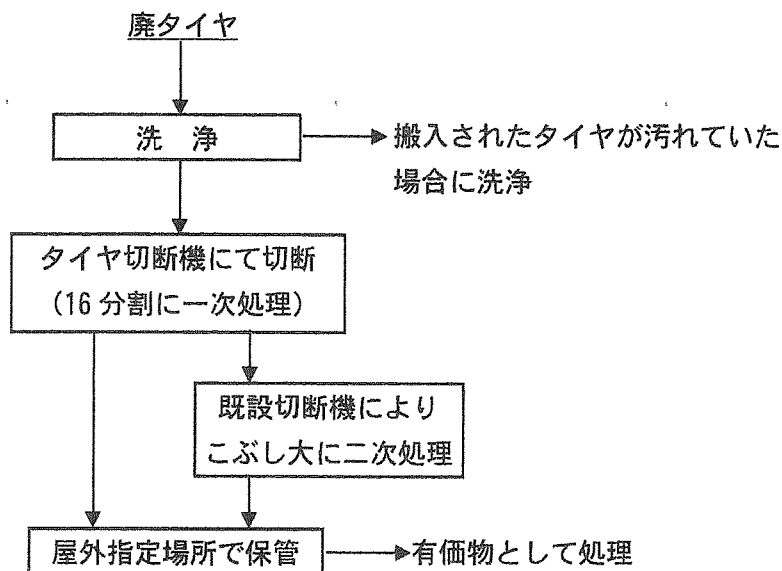 廃タイヤ
洗　浄
搬入されたタイヤが汚れていた
場合に洗浄
タイヤ切断機にて切断
(16 分割に一次処理)
既設切断機により
こぶし大に二次処理
屋外指定場所で保管
有価物として処理